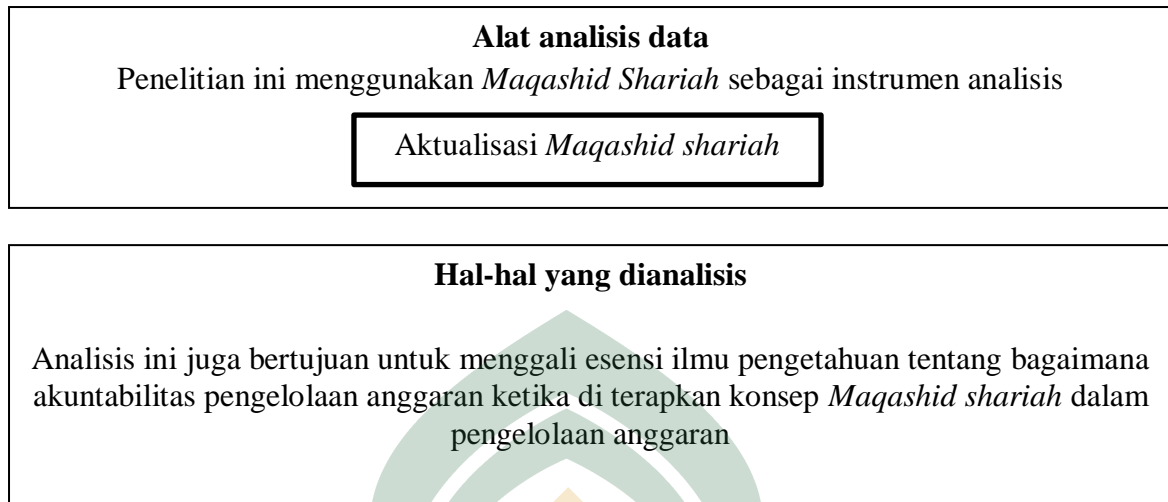 Alat analisis data
Penelitian ini menggunakan Maqashid Shariah sebagai instrumen analisis
Aktualisasi Maqashid shariah
Hal-hal yang dianalisis
Analisis ini juga bertujuan untuk menggali esensi ilmu pengetahuan tentang bagaimana
akuntabilitas pengelolaan anggaran ketika di terapkan konsep Maqashid shariah dalam
pengelolaan anggaran